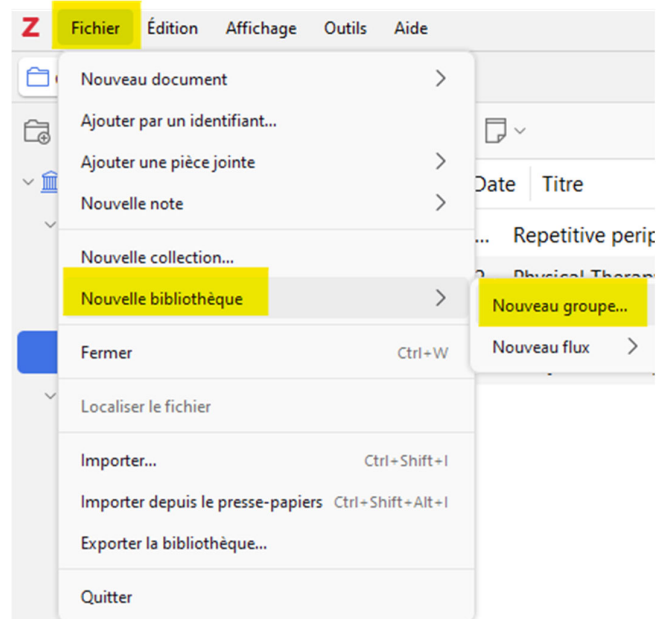 Z Fichier Édition Affichage Outils Aide
Nouveau document
Ajouter par un identifiant...
Ajouter une pièce jointe
Nouvelle note
Nouvelle collection...
Nouvelle bibliothèque
Fermer Ctrl+W
Localiser le fichier
Importer... Ctrl+Shift+I
Importer depuis le presse-papiers Ctrl+Shift+Alt+I
Exporter la bibliothèque...
Quitter
Date Titre
... Repetitive perip
Physical Therap
Nouveau groupe...
Nouveau flux